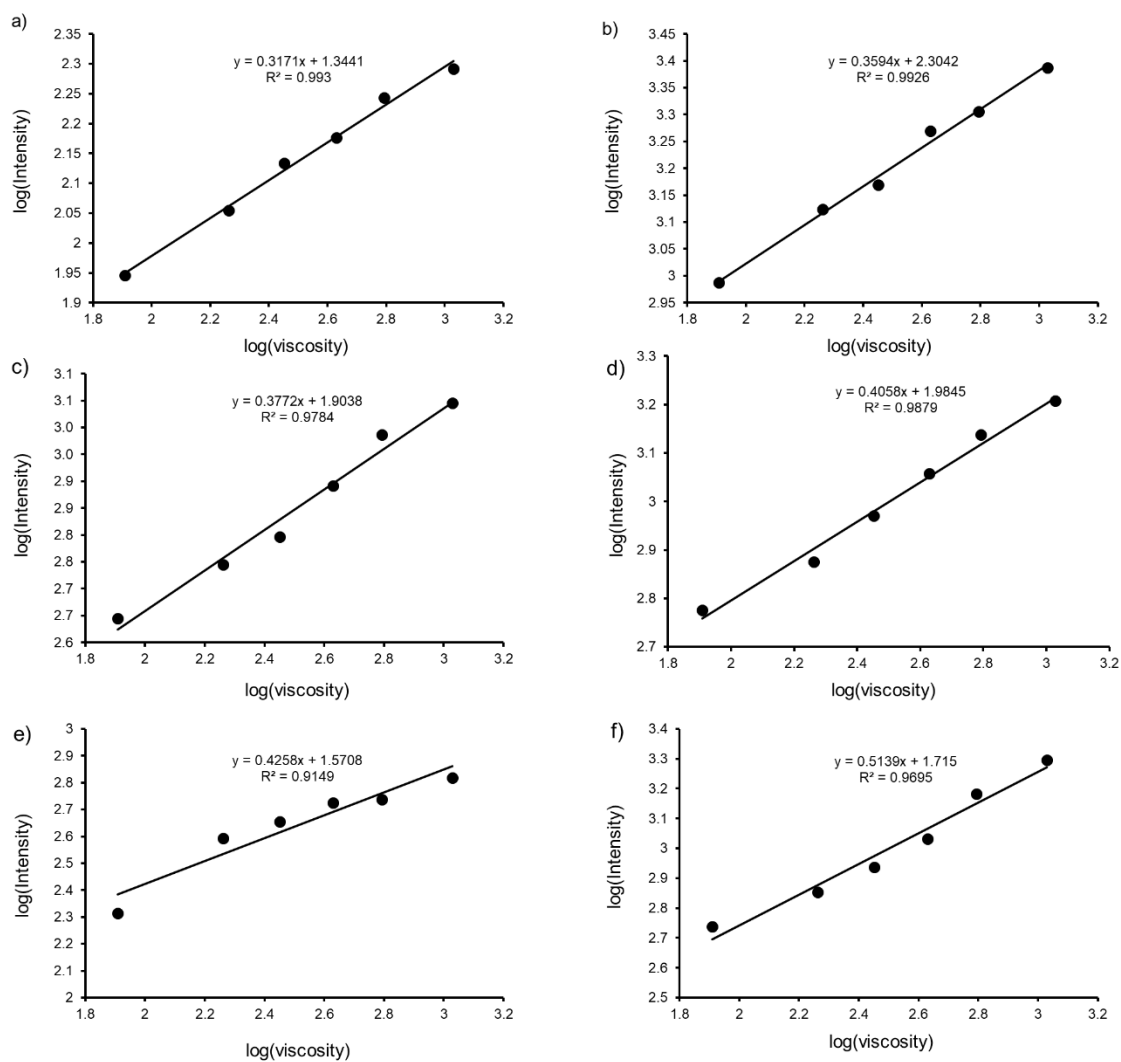 a)
y = 0.3171x + 1.3441
R² = 0.993
log(Intensity)
2.35
2.3
2.25
2.2
2.15
2.1
2.05
2
1.95
1.9
1.8 2 2.2 2.4 2.6 2.8 3 3.2
log(viscosity)
b)
y = 0.3594x + 2.3042
R² = 0.9926
log(Intensity)
3.45
3.4
3.35
3.3
3.25
3.2
3.15
3.1
3.05
3
2.95
1.8 2 2.2 2.4 2.6 2.8 3 3.2
log(viscosity)
c)
y = 0.3772x + 1.9038
R² = 0.9784
log(Intensity)
3.1
3.1
3.0
3.0
2.9
2.9
2.8
2.8
2.7
2.7
2.6
1.8 2 2.2 2.4 2.6 2.8 3 3.2
log(viscosity)
d)
y = 0.4058x + 1.9845
R² = 0.9879
log(Intensity)
3.3
3.2
3.1
3
2.9
2.8
2.7
1.8 2 2.2 2.4 2.6 2.8 3 3.2
log(viscosity)
e)
y = 0.4258x + 1.5708
R² = 0.9149
log(Intensity)
3
2.9
2.8
2.7
2.6
2.5
2.4
2.3
2.2
2.1
2
1.8 2 2.2 2.4 2.6 2.8 3 3.2
log(viscosity)
f)
y = 0.5139x + 1.715
R² = 0.9695
log(Intensity)
3.4
3.3
3.2
3.1
3
2.9
2.8
2.7
2.6
2.5
1.8 2 2.2 2.4 2.6 2.8 3 3.2
log(viscosity)